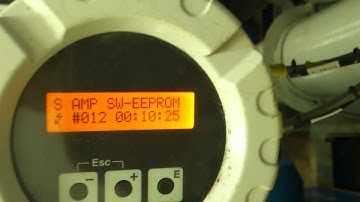 S AMP SW-EEPROM
#012 00:10:25
Esc
- + E